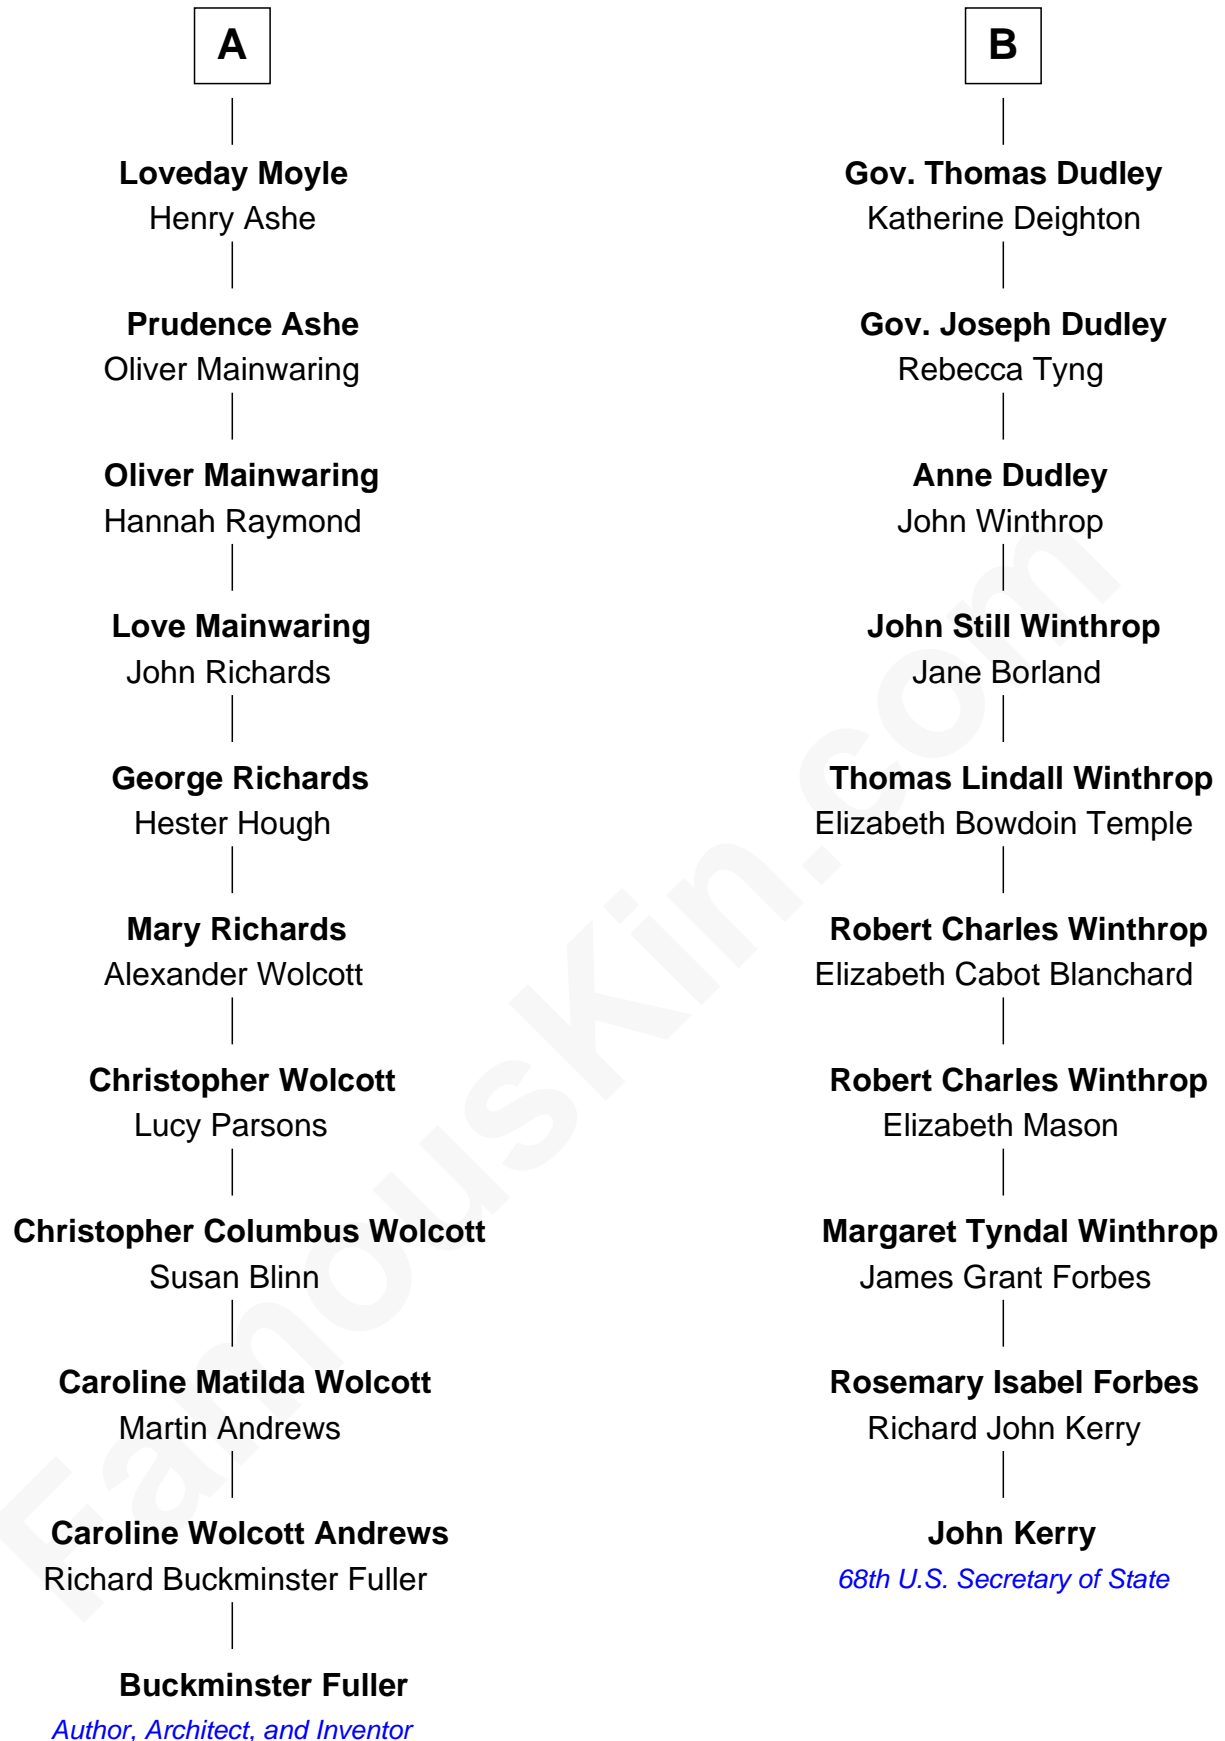 A
Loveday Moyle
Henry Ashe
Prudence Ashe
Oliver Mainwaring
Oliver Mainwaring
Hannah Raymond
Love Mainwaring
John Richards
George Richards
Hester Hough
Mary Richards
Alexander Wolcott
Christopher Wolcott
Lucy Parsons
Christopher Columbus Wolcott
Susan Blinn
Caroline Matilda Wolcott
Martin Andrews
Caroline Wolcott Andrews
Richard Buckminster Fuller
Buckminster Fuller
Author, Architect, and Inventor
B
Gov. Thomas Dudley
Katherine Deighton
Gov. Joseph Dudley
Rebecca Tyng
Anne Dudley
John Winthrop
John Still Winthrop
Jane Borland
Thomas Lindall Winthrop
Elizabeth Bowdoin Temple
Robert Charles Winthrop
Elizabeth Cabot Blanchard
Robert Charles Winthrop
Elizabeth Mason
Margaret Tyndal Winthrop
James Grant Forbes
Rosemary Isabel Forbes
Richard John Kerry
John Kerry
68th U.S. Secretary of State
FamousKin.com